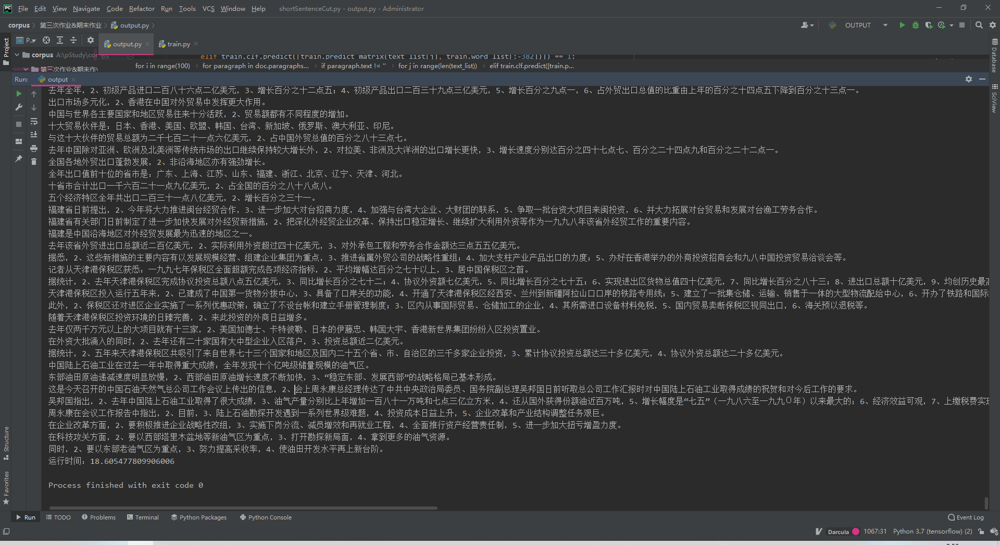 File Edit View Navigate Code Refactor Run Tools VCS Window Help shortSentenceCut.py - output.py - Administrator
corpus 第三次作业&期末作业 output.py OUTPUT
P.. output.py train.py
Project
corpus A:\pStudy\cor 65 elif train.clf.predict([train.predict_matrix(text_list[j], train.word_list[:-382])]) == 1:
第三次作业&期末作业 for i in range(100) for paragraph in doc.paragraphs... if paragraph.text != '' for j in range(len(text_list)) elif train.clf.predict([train.p...
Run: output
去年全年，2、初级产品进口二百八十六点二亿美元，3、增长百分之十二点五；4、初级产品出口二百三十九点三亿美元，5、增长百分之九点一，6、占外贸出口总值的比重由上年的百分之十四点五下降到百分之十三点一。
出口市场多元化，2、香港在中国对外贸易中发挥更大作用。
中国与世界各主要国家和地区贸易往来十分活跃，2、贸易额都有不同程度的增加。
十大贸易伙伴是：日本、香港、美国、欧盟、韩国、台湾、新加坡、俄罗斯、澳大利亚、印尼。
与这十大伙伴的贸易总额为二千七百二十一点六亿美元，2、占中国外贸总值的百分之八十三点七。
去年中国除对亚洲、欧洲及北美洲等传统市场的出口继续保持较大增长外，2、对拉美、非洲及大洋洲的出口增长更快，3、增长速度分别达百分之四十七点七、百分之二十四点九和百分之二十二点一。
全国各地外贸出口蓬勃发展，2、非沿海地区亦有强劲增长。
全年出口值前十位的省市是：广东、上海、江苏、山东、福建、浙江、北京、辽宁、天津、河北。
十省市合计出口一千六百二十一点九亿美元，2、占全国的百分之八十八点八。
五个经济特区全年共出口二百三十一点八亿美元，2、增长百分之三十一。
福建省日前提出，2、今年将大力推进闽台经贸合作，3、进一步加大对台招商力度，4、加强与台湾大企业、大财团的联系，5、争取一批台资大项目来闽投资，6、并大力拓展对台贸易和发展对台渔工劳务合作。
福建省有关部门日前制定了进一步加快发展对外经贸新措施，2、把深化外经贸企业改革、保持出口稳定增长、继续扩大利用外资等作为一九九八年该省外经贸工作的重要内容。
福建是中国沿海地区对外经贸发展最为迅速的地区之一。
去年该省外贸进出口总额近二百亿美元，2、实际利用外资超过四十亿美元，3、对外承包工程和劳务合作金额达三点五五亿美元。
据悉，2、这些新措施的主要内容有以发展规模经营、组建企业集团为重点，3、推进省属外贸公司的战略性重组；4、加大支柱产业产品出口的力度；5、办好在香港举办的外商投资招商会和九八中国投资贸易洽谈会等。
记者从天津港保税区获悉：一九九七年保税区全面超额完成各项经济指标，2、平均增幅达百分之七十以上，3、居中国保税区之首。
据统计，2、去年天津港保税区完成协议投资总额八点五亿美元，3、同比增长百分之七十二；4、协议外资额七亿美元，5、同比增长百分之七十五；6、实现进出区货物总值四十亿美元，7、同比增长百分之八十三；8、进出口总额十亿美元，9、均创历史最高
天津港保税区投入运行五年来，2、已建成了中国第一货物分拨中心，3、具备了口岸关的功能，4、开通了天津港保税区经西安、兰州到新疆阿拉山口口岸的铁路专用线；5、建立了一批集仓储、运输、销售于一体的大型物流配给中心，6、开办了铁路和国际
此外，2、保税区还对进区企业实施了一系列优惠政策：确立了不设台帐和建立手册管理制度；3、区内从事国际贸易、仓储加工的企业，4、其所需进口设备材料免税，5、国内贸易卖断保税区视同出口，6、海关预以退税等。
随着天津港保税区投资环境的日臻完善，2、来此投资的外商日益增多。
去年仅两千万元以上的大项目就有十三家，2、美国加德士、卡特彼勒、日本的伊藤忠、韩国大宇、香港新世界集团纷纷入区投资置业。
在外资大批涌入的同时，2、去年还有二十家国有大中型企业入区落户，3、投资总额近二亿美元。
据统计，2、五年来天津港保税区共吸引了来自世界七十三个国家和地区及国内二十五个省、市、自治区的三千多家企业投资，3、累计协议投资总额达三十多亿美元，4、协议外资总额达二十多亿美元。
中国陆上石油工业在过去一年中取得重大成绩：全年发现十个亿吨级储量规模的油气区。
东部油田原油递减速度明显放慢，2、西部油田原油增长速度不断加快，3、“稳定东部、发展西部”的战略格局已基本形成。
这是今天召开的中国石油天然气总公司工作会议上传出的信息，2、会上周永康总经理传达了中共中央政治局委员、国务院副总理吴邦国日前听取总公司工作汇报时对中国陆上石油工业取得成绩的祝贺和对今后工作的要求。
吴邦国指出，2、去年中国陆上石油工业取得了很大成绩，3、油气产量分别比上年增加一百八十一万吨和七点三亿立方米，4、还从国外获得份额油近百万吨，5、增长幅度是“七五”（一九八六至一九九〇年）以来最大的；6、经济效益可观，7、上缴税费实现
周永康在会议工作报告中指出，2、目前，3、陆上石油勘探开发遇到一系列世界级难题，4、投资成本日益上升，5、企业改革和产业结构调整任务艰巨。
在企业改革方面，2、要积极推进企业战略性改组，3、实施下岗分流、减员增效和再就业工程，4、全面推行资产经营责任制，5、进一步加大扭亏增盈力度。
在科技攻关方面，2、要以西部塔里木盆地等新油气区为重点，3、打开勘探新局面，4、拿到更多的油气资源。
同时，2、要以东部老油气区为重点，3、努力提高采收率，4、使油田开发水平再上新台阶。
运行时间：18.605477809906006
Process finished with exit code 0
Database
SciView
Structure
Favorites
Run TODO Problems Terminal Python Packages Python Console Event Log
Darcula 1067:31 Python 3.7 (tensorflow) (2)